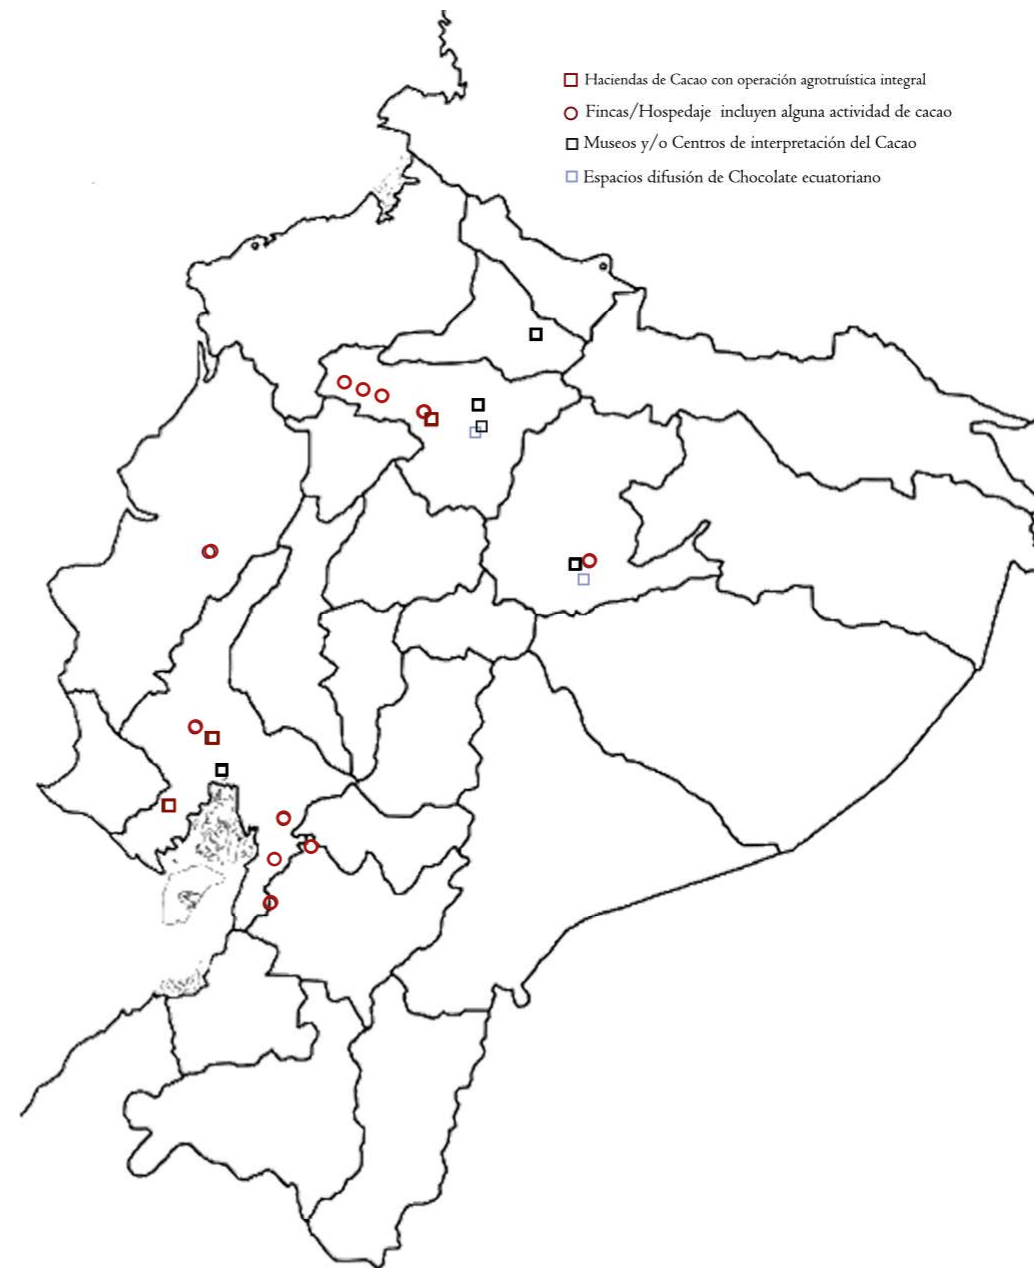 Haciendas de Cacao con operación agrotruística integral
Fincas/Hospedaje incluyen alguna actividad de cacao
Museos y/o Centros de interpretación del Cacao
Espacios difusión de Chocolate ecuatoriano